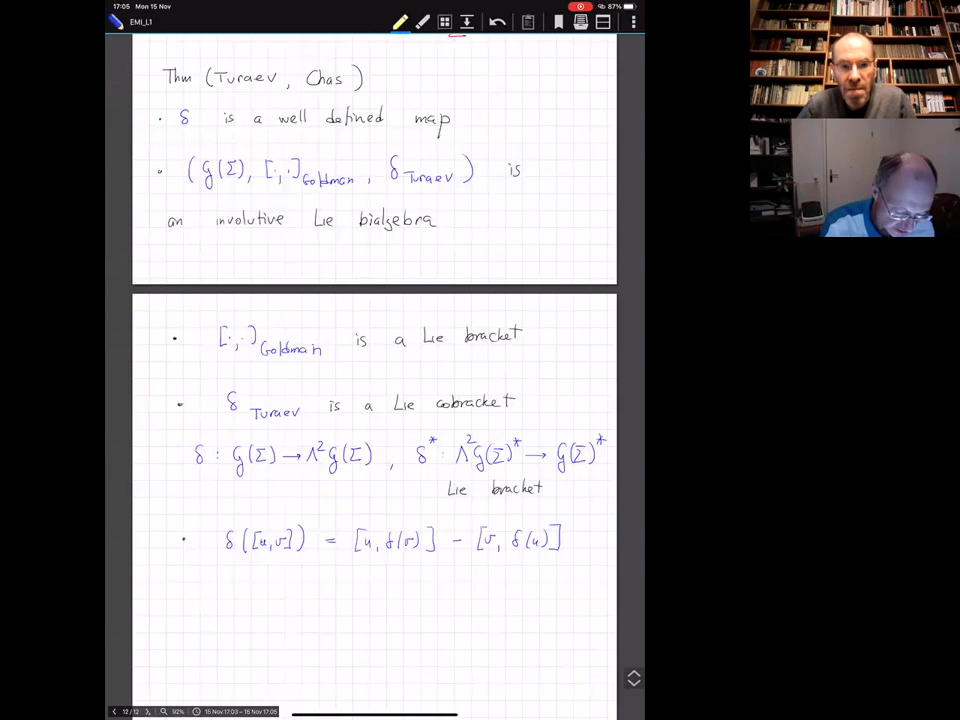 17:05 Mon 15 Nov
87%
EMI_L1
Thm (Turaev, Chas)
· δ is a well defined map
· (g(Σ), [·,·]Goldman, δTuraev) is
an involutive Lie bialgebra
· [·,·]Goldman is a Lie bracket
· δTuraev is a Lie cobracket
δ : g(Σ) → Λ²g(Σ), δ* : Λ²g(Σ)* → g(Σ)*
Lie bracket
· δ([u,v]) = [u, δ(v)] - [v, δ(u)]
12/12 92% 15 Nov 17:03 – 15 Nov 17:05